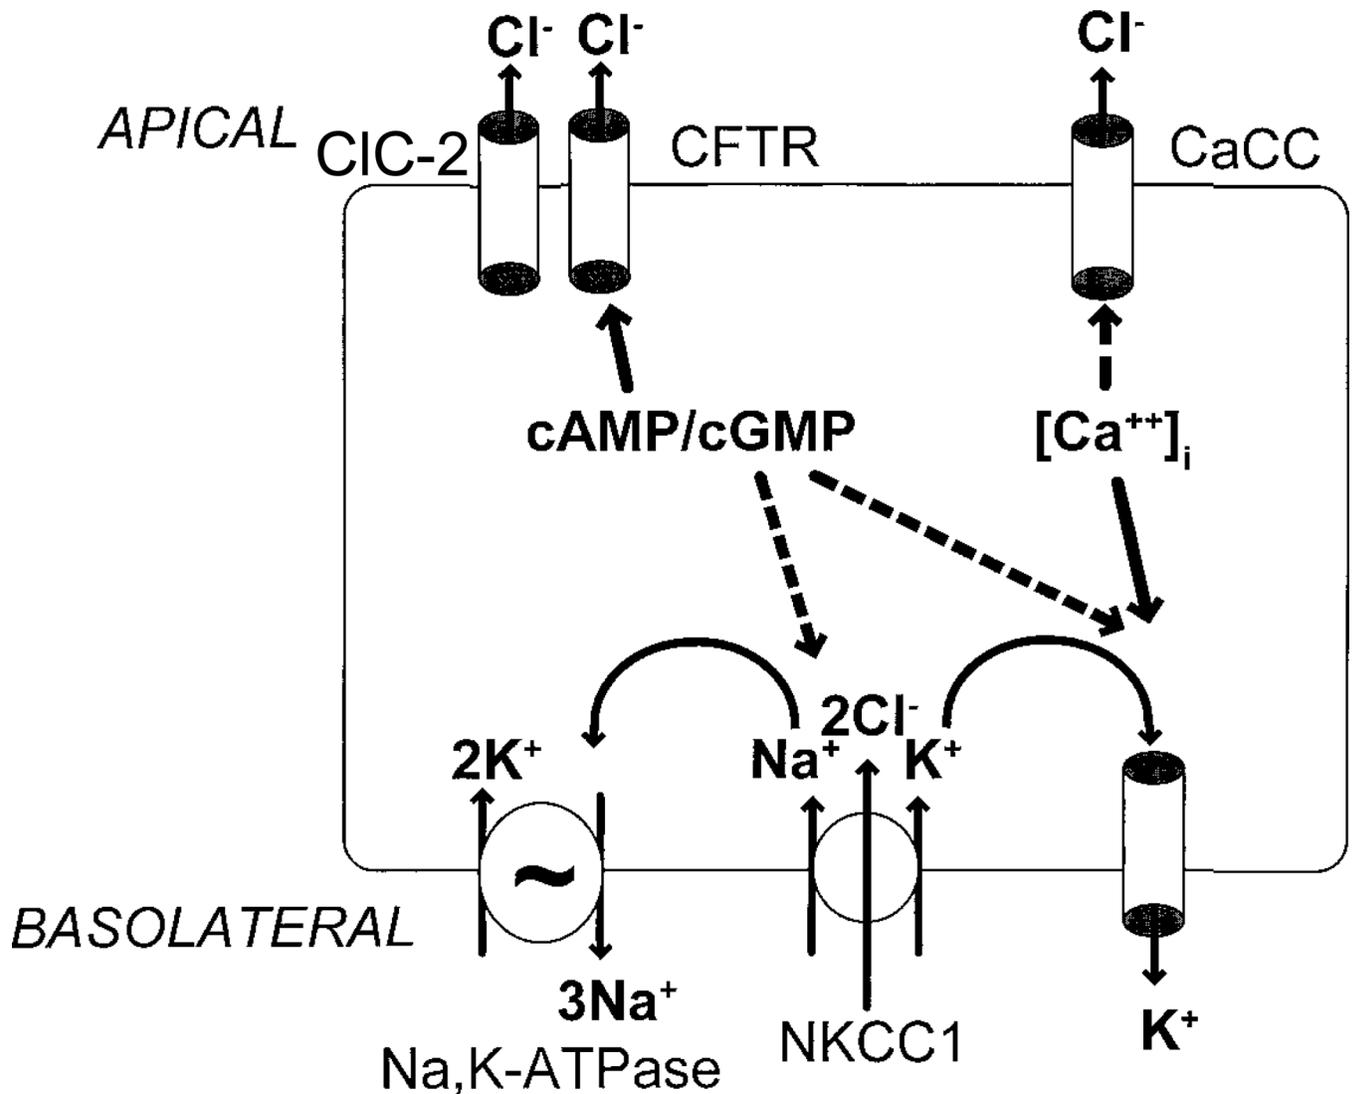 Cl⁻ Cl⁻ Cl⁻
APICAL ClC-2 CFTR CaCC
cAMP/cGMP [Ca⁺⁺]ᵢ
2Cl⁻
2K⁺ Na⁺ K⁺
~
BASOLATERAL
3Na⁺ K⁺
NKCC1
Na,K-ATPase